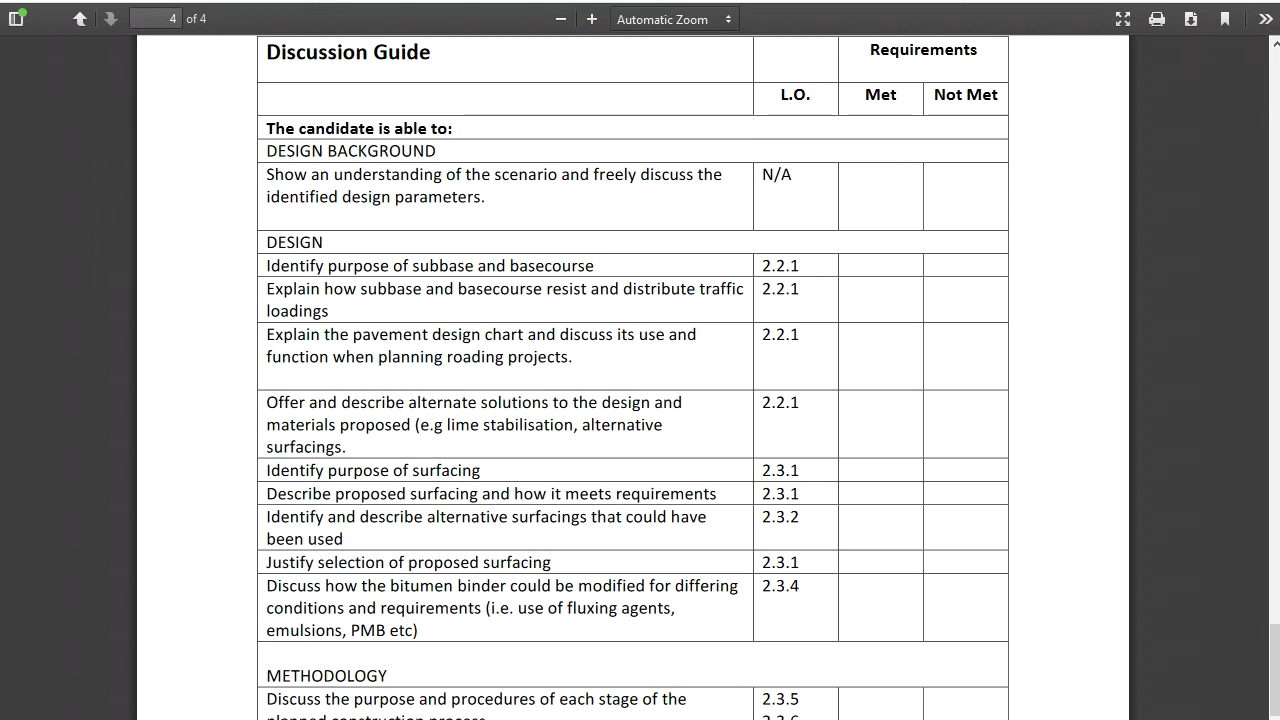 4 of 4 Automatic Zoom
Discussion Guide Requirements
L.O. Met Not Met
The candidate is able to:
DESIGN BACKGROUND
Show an understanding of the scenario and freely discuss the N/A
identified design parameters.
DESIGN
Identify purpose of subbase and basecourse 2.2.1
Explain how subbase and basecourse resist and distribute traffic 2.2.1
loadings
Explain the pavement design chart and discuss its use and 2.2.1
function when planning roading projects.
Offer and describe alternate solutions to the design and 2.2.1
materials proposed (e.g lime stabilisation, alternative
surfacings.
Identify purpose of surfacing 2.3.1
Describe proposed surfacing and how it meets requirements 2.3.1
Identify and describe alternative surfacings that could have 2.3.2
been used
Justify selection of proposed surfacing 2.3.1
Discuss how the bitumen binder could be modified for differing 2.3.4
conditions and requirements (i.e. use of fluxing agents,
emulsions, PMB etc)
METHODOLOGY
Discuss the purpose and procedures of each stage of the 2.3.5
planned construction process 2.3.6